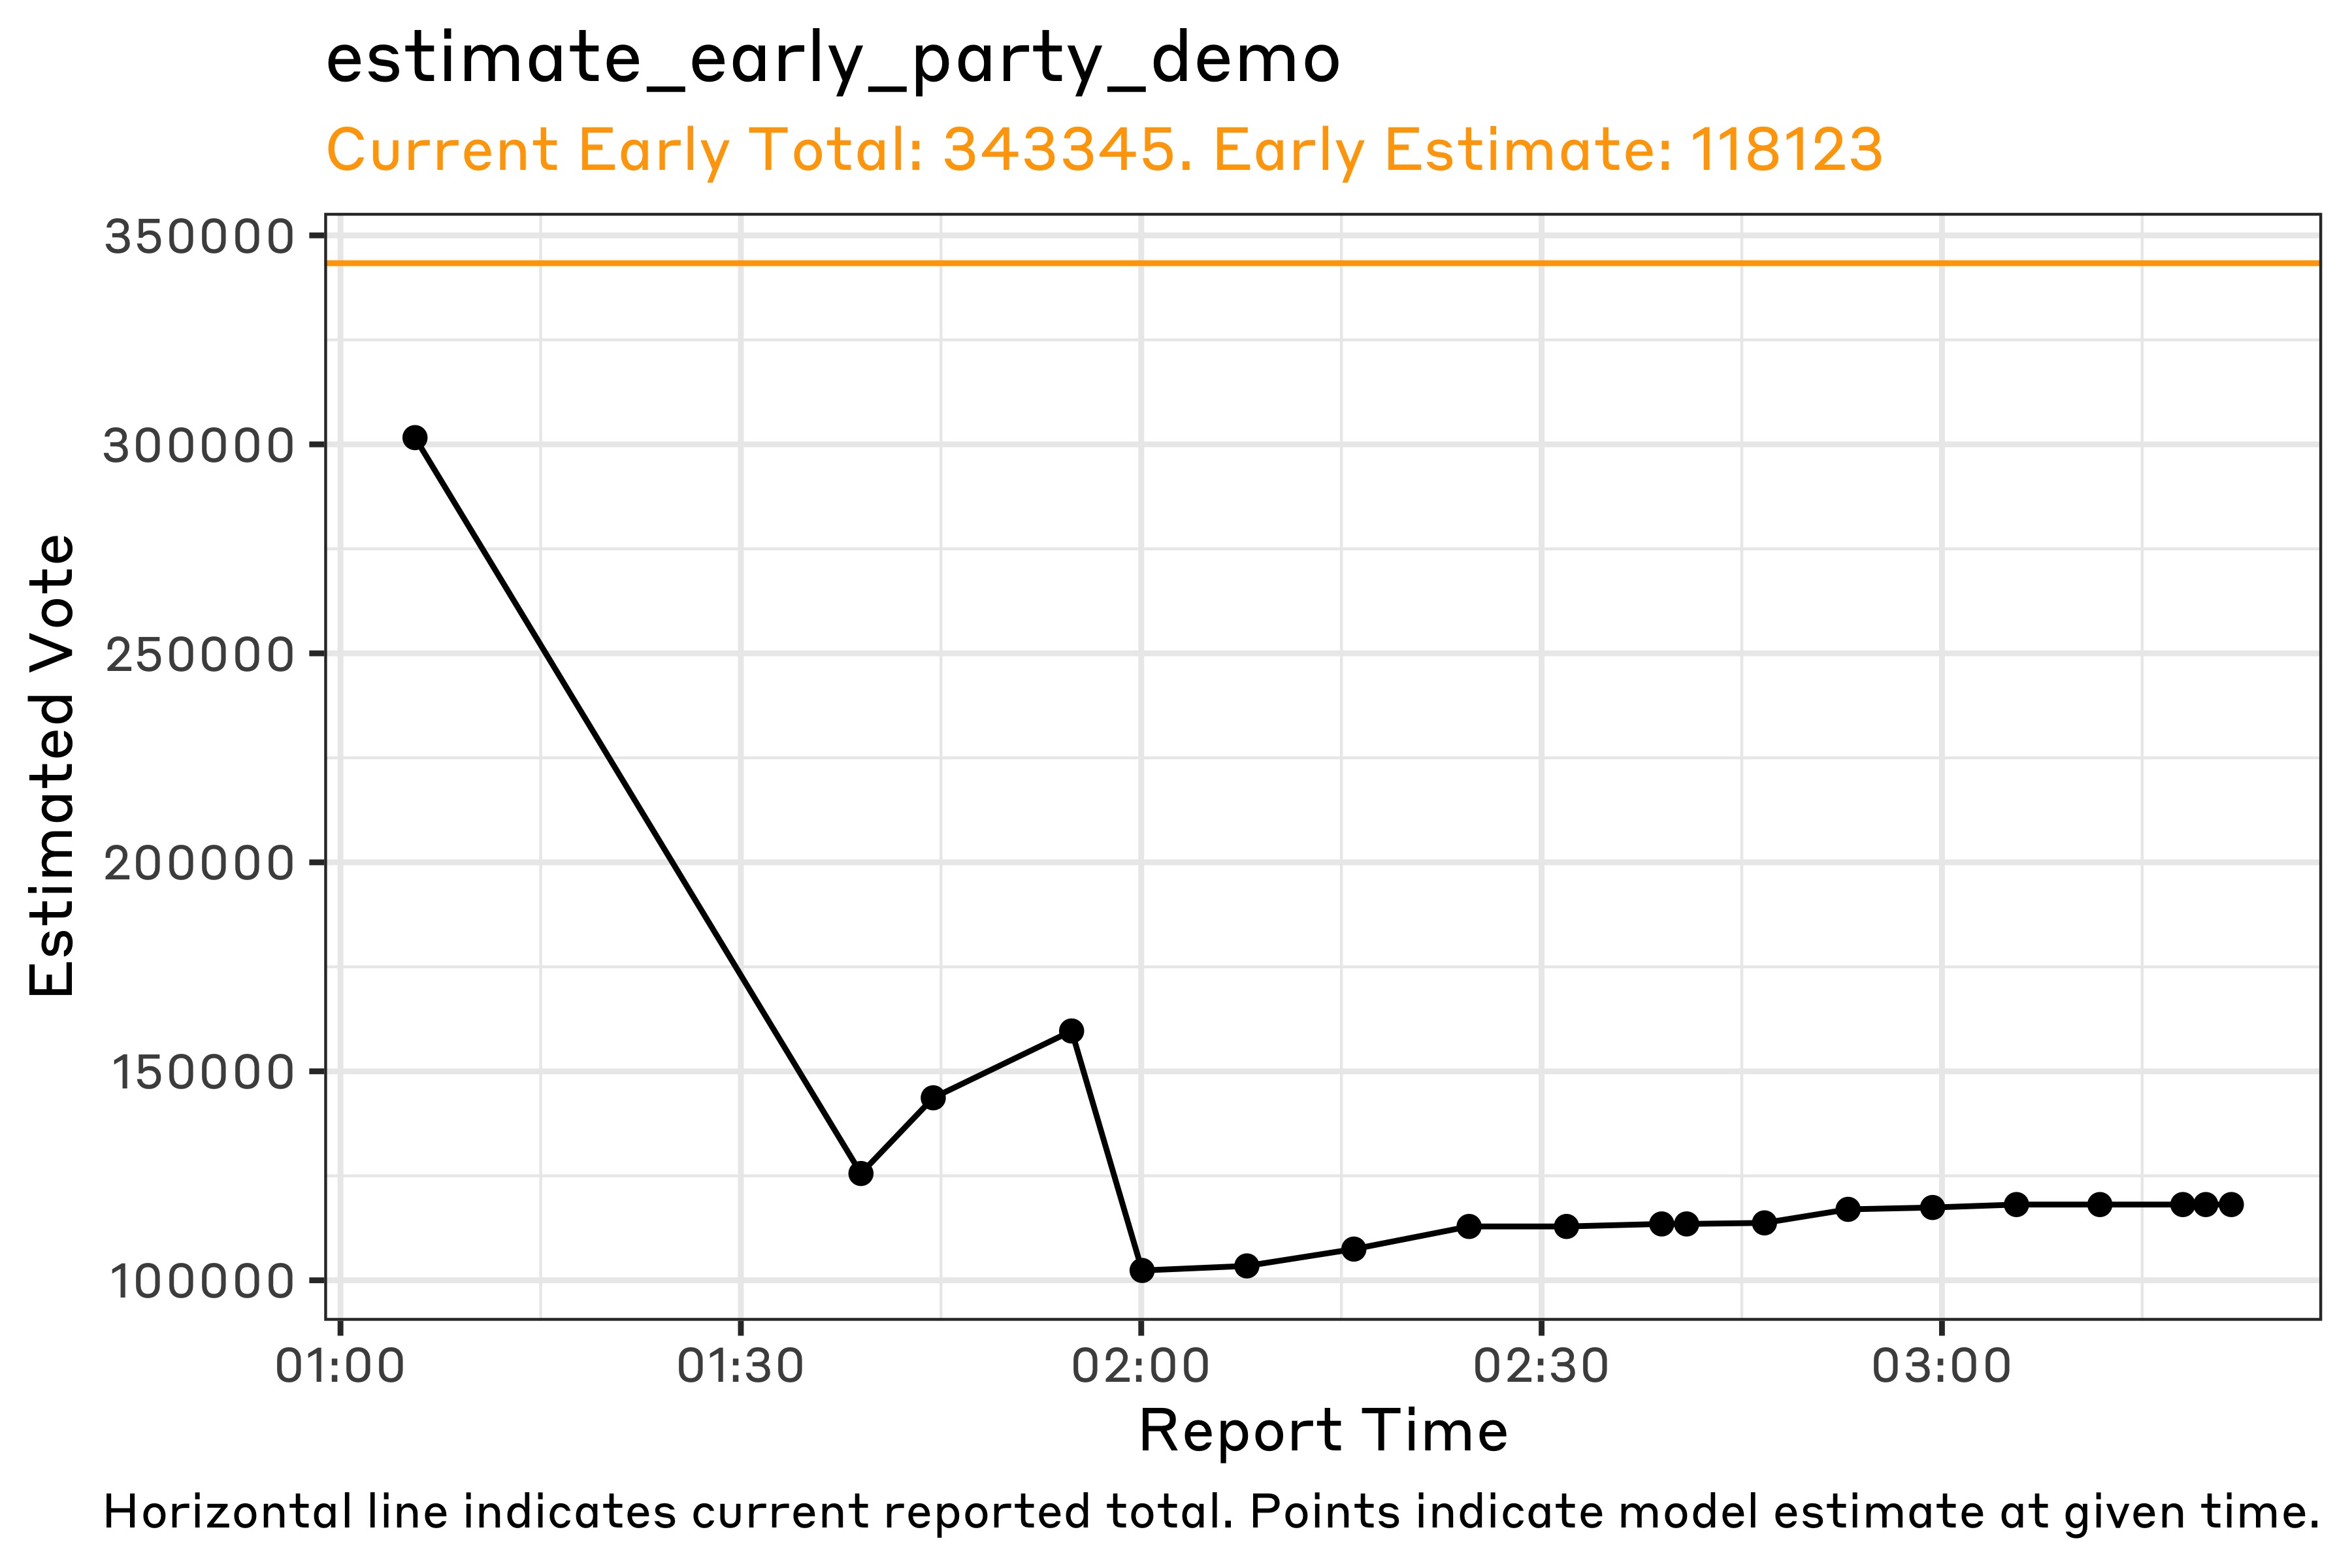 estimate_early_party_demo
Current Early Total: 343345. Early Estimate: 118123
350000
300000
250000
200000
150000
100000
Estimated Vote
01:00 01:30 02:00 02:30 03:00
Report Time
Horizontal line indicates current reported total. Points indicate model estimate at given time.